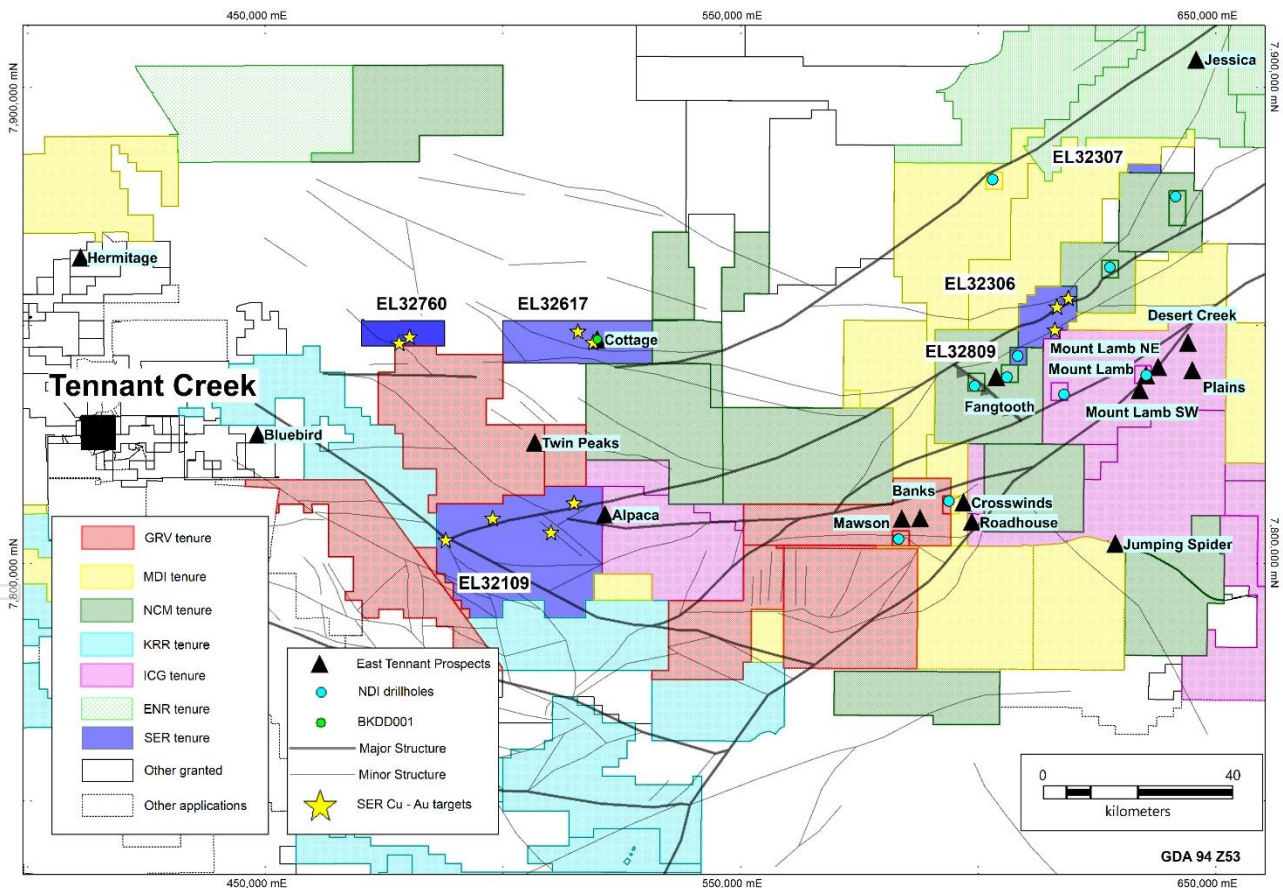 450,000 mE
550,000 mE
650,000 mE
7,900,000 mN
7,900,000 mN
Jessica
EL32307
Hermitage
EL32760
EL32617
EL32306
Cottage
Desert Creek
EL32809
Mount Lamb NE
Mount Lamb
Plains
Tennant Creek
Fangtooth
Mount Lamb SW
Bluebird
Twin Peaks
Banks
Crosswinds
Alpaca
Mawson
Roadhouse
Jumping Spider
EL32109
7,800,000 mN
7,800,000 mN
GRV tenure
MDI tenure
NCM tenure
KRR tenure
ICG tenure
ENR tenure
SER tenure
Other granted
Other applications
East Tennant Prospects
NDI drillholes
BKDD001
Major Structure
Minor Structure
SER Cu - Au targets
0
40
kilometers
GDA 94 Z53
450,000 mE
550,000 mE
650,000 mE